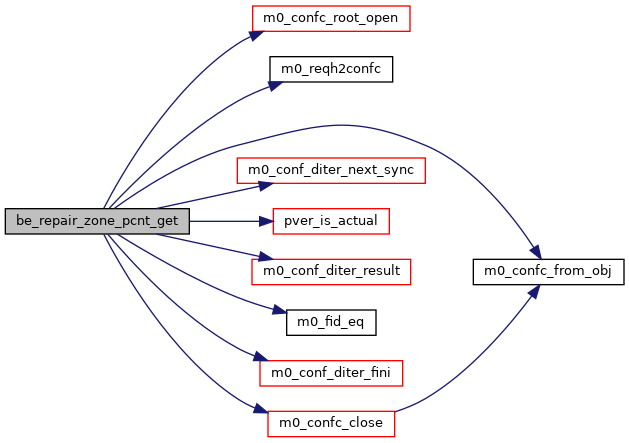 m0_confc_root_open
m0_reqh2confc
m0_conf_diter_next_sync
be_repair_zone_pcnt_get
pver_is_actual
m0_conf_diter_result
m0_confc_from_obj
m0_fid_eq
m0_conf_diter_fini
m0_confc_close